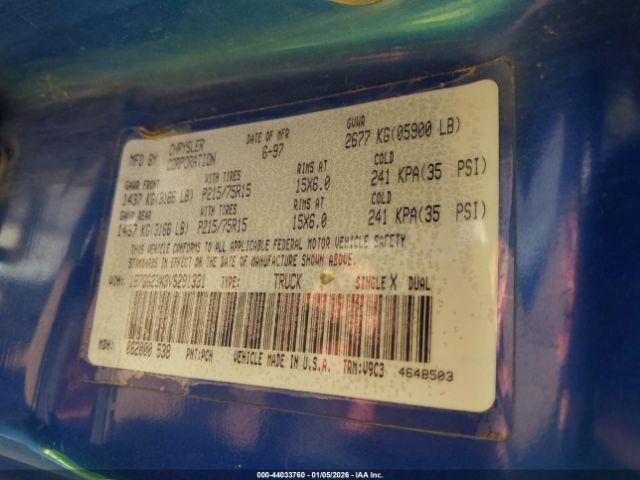 MFD BY CHRYSLER CORPORATION DATE OF MFR 6-97 GVWR 2677 KG(05900 LB)
GAWR FRONT WITH TIRES RIMS AT COLD
1437 KG(3166 LB) P215/75R15 15X6.0 241 KPA(35 PSI)
GAWR REAR WITH TIRES RIMS AT COLD
1437 KG(3166 LB) P215/75R15 15X6.0 241 KPA(35 PSI)
THIS VEHICLE CONFORMS TO ALL APPLICABLE FEDERAL MOTOR VEHICLE SAFETY
STANDARDS IN EFFECT ON THE DATE OF MANUFACTURE SHOWN ABOVE.
VIN: 1B7GG23X3VS291331 TYPE: TRUCK SINGLE X DUAL
MDH: 062000 538 PNT:PCH VEHICLE MADE IN U.S.A. TRM:V9C3 4648503
000-44033760 - 01/05/2026 - IAA Inc.